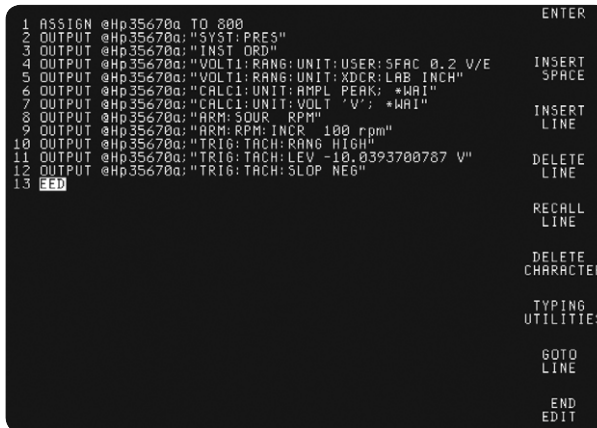 1 ASSIGN @Hp35670a TO 800
2 OUTPUT @Hp35670a;"SYST:PRES"
3 OUTPUT @Hp35670a;"INST ORD"
4 OUTPUT @Hp35670a;"VOLT1:RANG:UNIT:USER:SFAC 0.2 V/E
5 OUTPUT @Hp35670a;"VOLT1:RANG:UNIT:XDCR:LAB INCH"
6 OUTPUT @Hp35670a;"CALC1:UNIT:AMPL PEAK; *WAI"
7 OUTPUT @Hp35670a;"CALC1:UNIT:VOLT 'V'; *WAI"
8 OUTPUT @Hp35670a;"ARM:SOUR  RPM"
9 OUTPUT @Hp35670a;"ARM:RPM:INCR  100 rpm"
10 OUTPUT @Hp35670a;"TRIG:TACH:RANG HIGH"
11 OUTPUT @Hp35670a;"TRIG:TACH:LEV -10.0393700787 V"
12 OUTPUT @Hp35670a;"TRIG:TACH:SLOP NEG"
13 EED
ENTER
INSERT
SPACE
INSERT
LINE
DELETE
LINE
RECALL
LINE
DELETE
CHARACTE
TYPING
UTILITIE
GOTO
LINE
END
EDIT